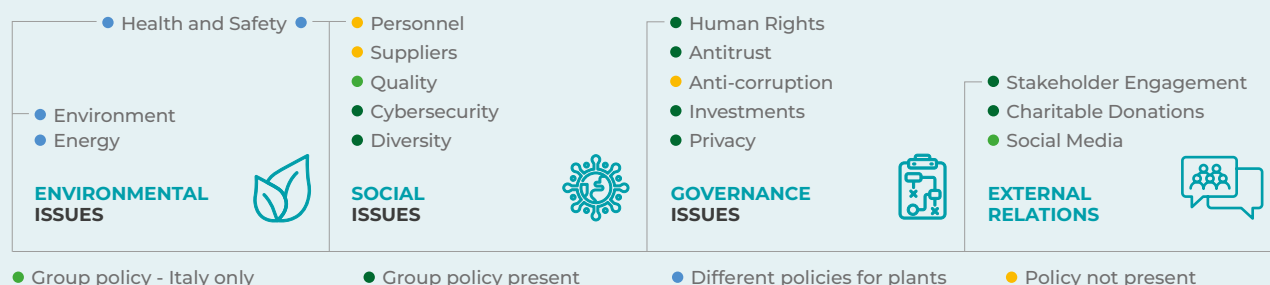 Health and Safety
Environment
Energy
ENVIRONMENTAL
ISSUES
Personnel
Suppliers
Quality
Cybersecurity
Diversity
SOCIAL
ISSUES
Human Rights
Antitrust
Anti-corruption
Investments
Privacy
GOVERNANCE
ISSUES
Stakeholder Engagement
Charitable Donations
Social Media
EXTERNAL
RELATIONS
Group policy - Italy only
Group policy present
Different policies for plants
Policy not present